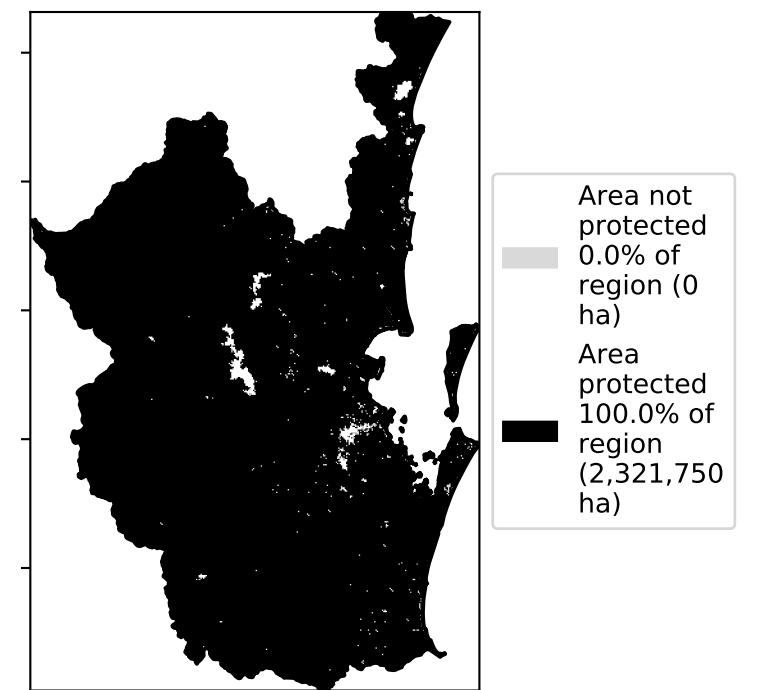 Area not
protected
0.0% of
region (0
ha)
Area
protected
100.0% of
region
(2,321,750
ha)